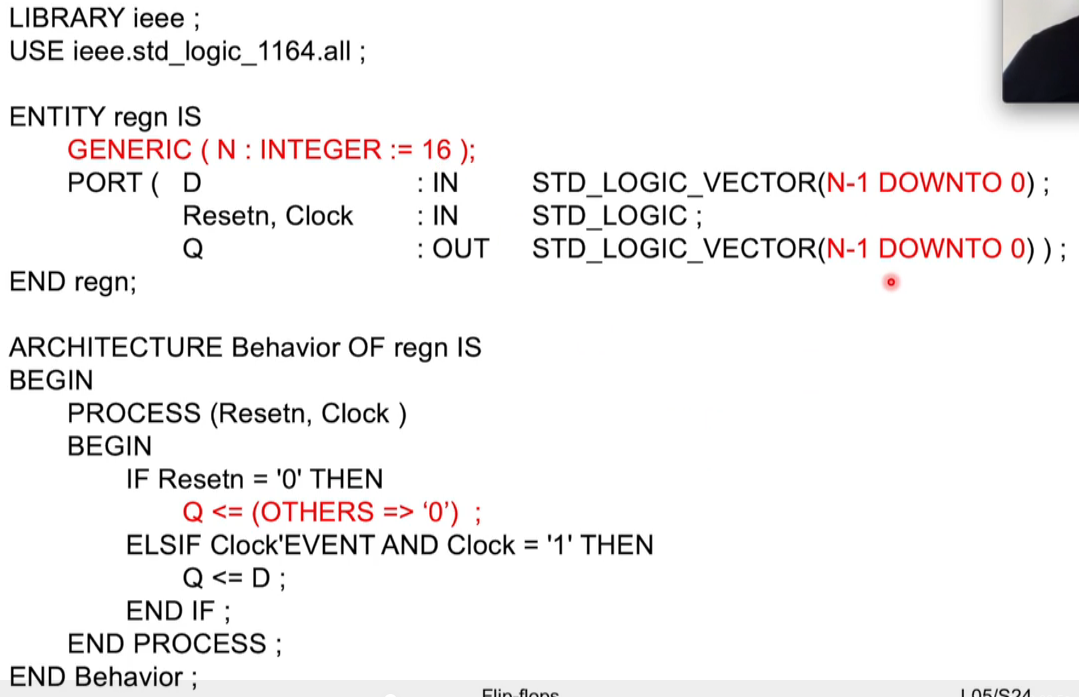 LIBRARY ieee ;
USE ieee.std_logic_1164.all ;
ENTITY regn IS
GENERIC ( N : INTEGER := 16 );
PORT ( D : IN STD_LOGIC_VECTOR(N-1 DOWNTO 0) ;
Resetn, Clock : IN STD_LOGIC ;
Q : OUT STD_LOGIC_VECTOR(N-1 DOWNTO 0) ) ;
END regn;
ARCHITECTURE Behavior OF regn IS
BEGIN
PROCESS (Resetn, Clock )
BEGIN
IF Resetn = '0' THEN
Q <= (OTHERS => ‘0’) ;
ELSIF Clock'EVENT AND Clock = '1' THEN
Q <= D ;
END IF ;
END PROCESS ;
END Behavior ;
Flip-flops L05/S24